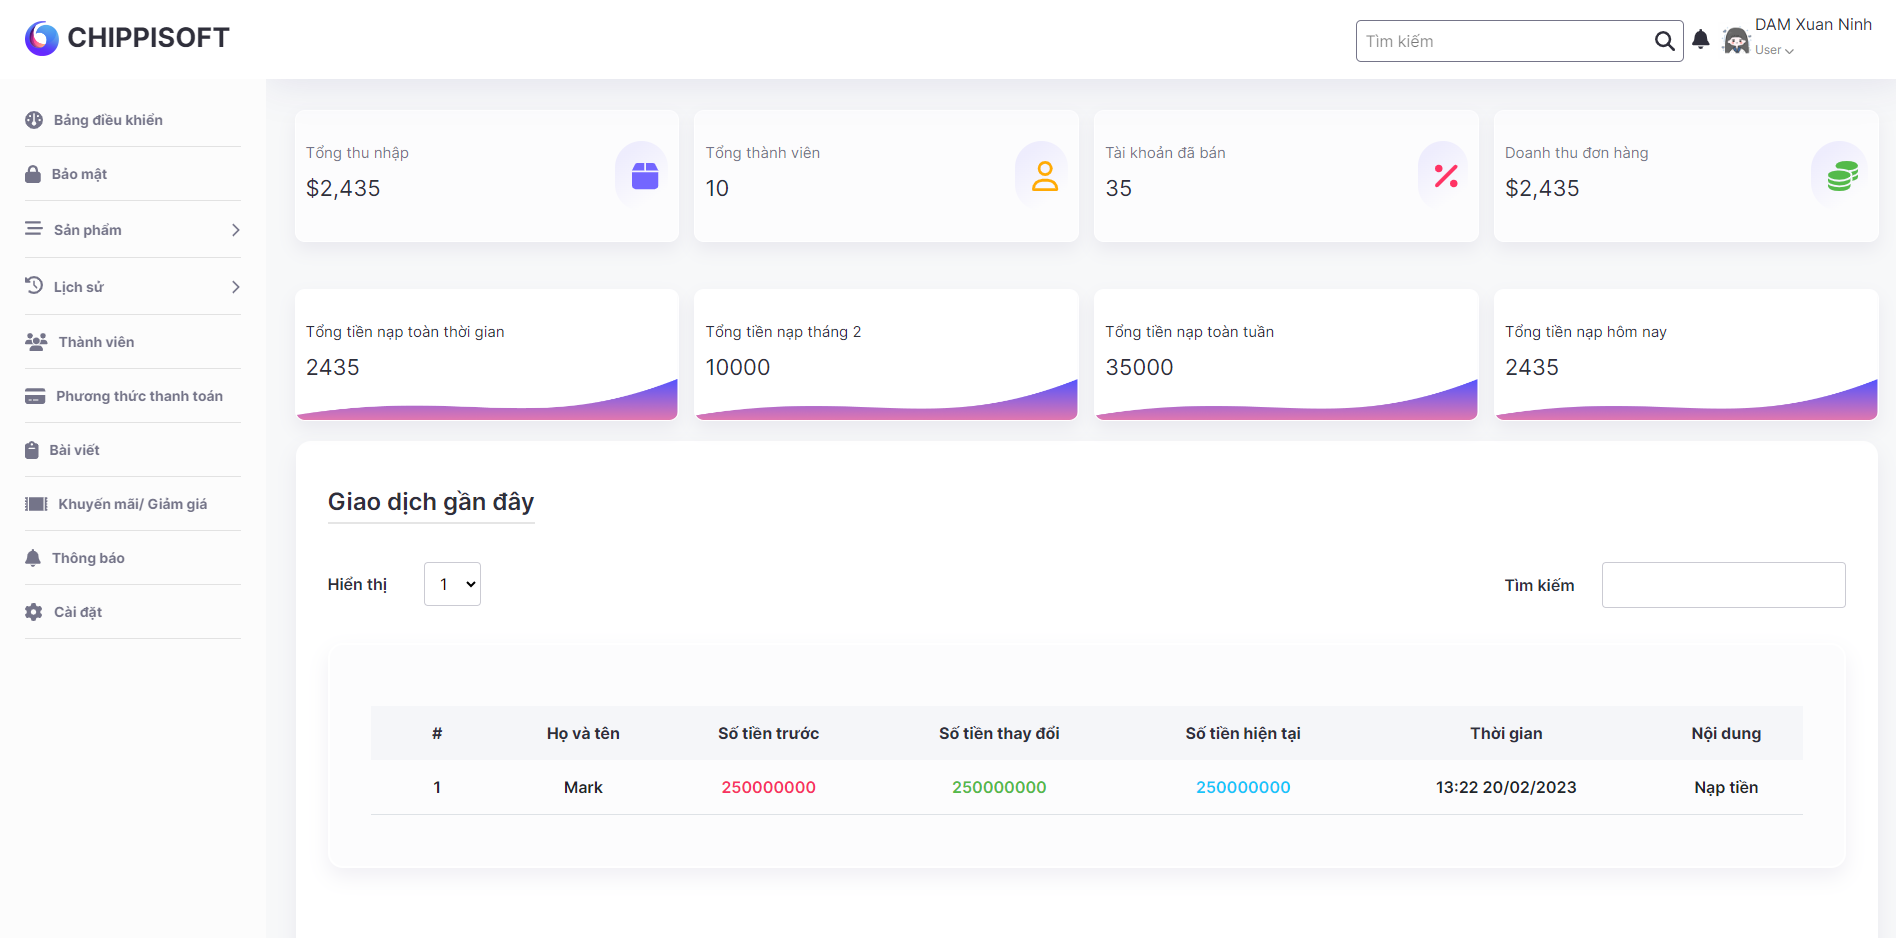 CHIPPISOFT
Tìm kiếm
DAM Xuan Ninh
User
Bảng điều khiển
Bảo mật
Sản phẩm
Lịch sử
Thành viên
Phương thức thanh toán
Bài viết
Khuyến mãi/ Giảm giá
Thông báo
Cài đặt
Tổng thu nhập
$2,435
Tổng thành viên
10
Tài khoản đã bán
35
Doanh thu đơn hàng
$2,435
Tổng tiền nạp toàn thời gian
2435
Tổng tiền nạp tháng 2
10000
Tổng tiền nạp toàn tuần
35000
Tổng tiền nạp hôm nay
2435
Giao dịch gần đây
Hiển thị 1
Tìm kiếm
# Họ và tên Số tiền trước Số tiền thay đổi Số tiền hiện tại Thời gian Nội dung
1 Mark 250000000 250000000 250000000 13:22 20/02/2023 Nạp tiền